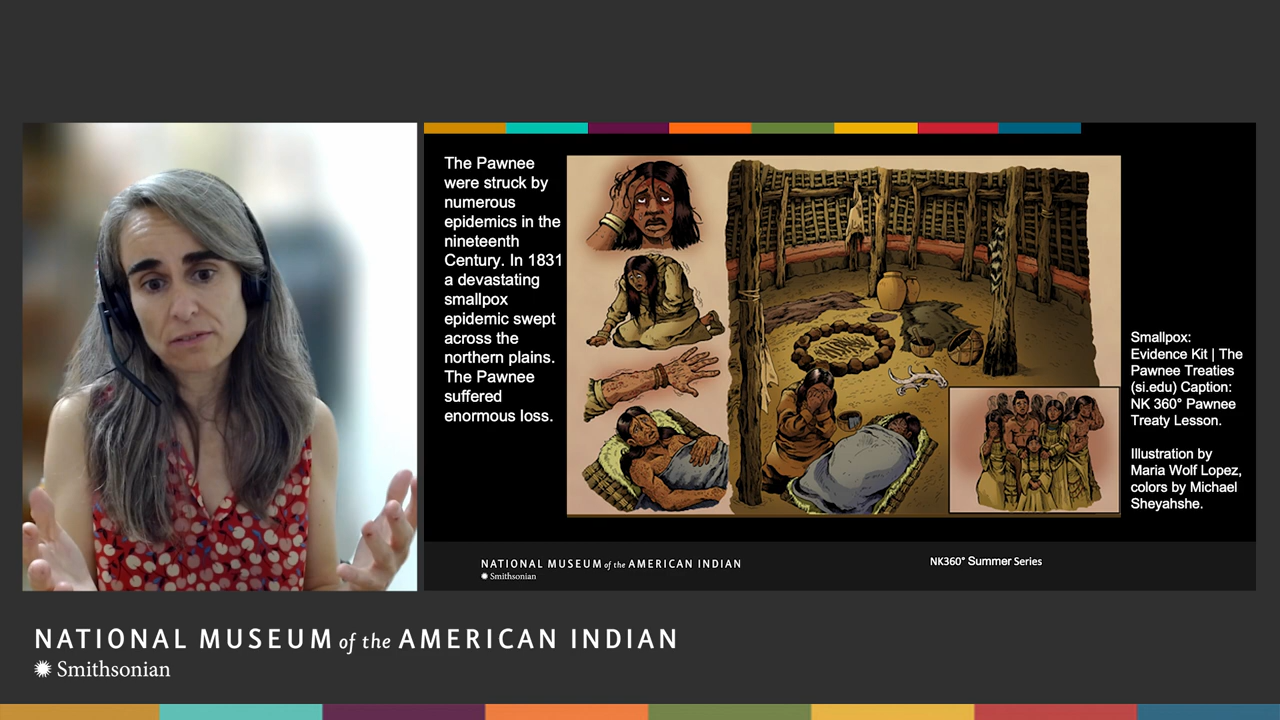 The Pawnee
were struck by
numerous
epidemics in the
nineteenth
Century. In 1831
a devastating
smallpox
epidemic swept
across the
northern plains.
The Pawnee
suffered
enormous loss.
Smallpox:
Evidence Kit | The
Pawnee Treaties
(si.edu) Caption:
NK 360° Pawnee
Treaty Lesson.
Illustration by
Maria Wolf Lopez,
colors by Michael
Sheyahshe.
NATIONAL MUSEUM of the AMERICAN INDIAN
Smithsonian
NK360° Summer Series
NATIONAL MUSEUM of the AMERICAN INDIAN
Smithsonian